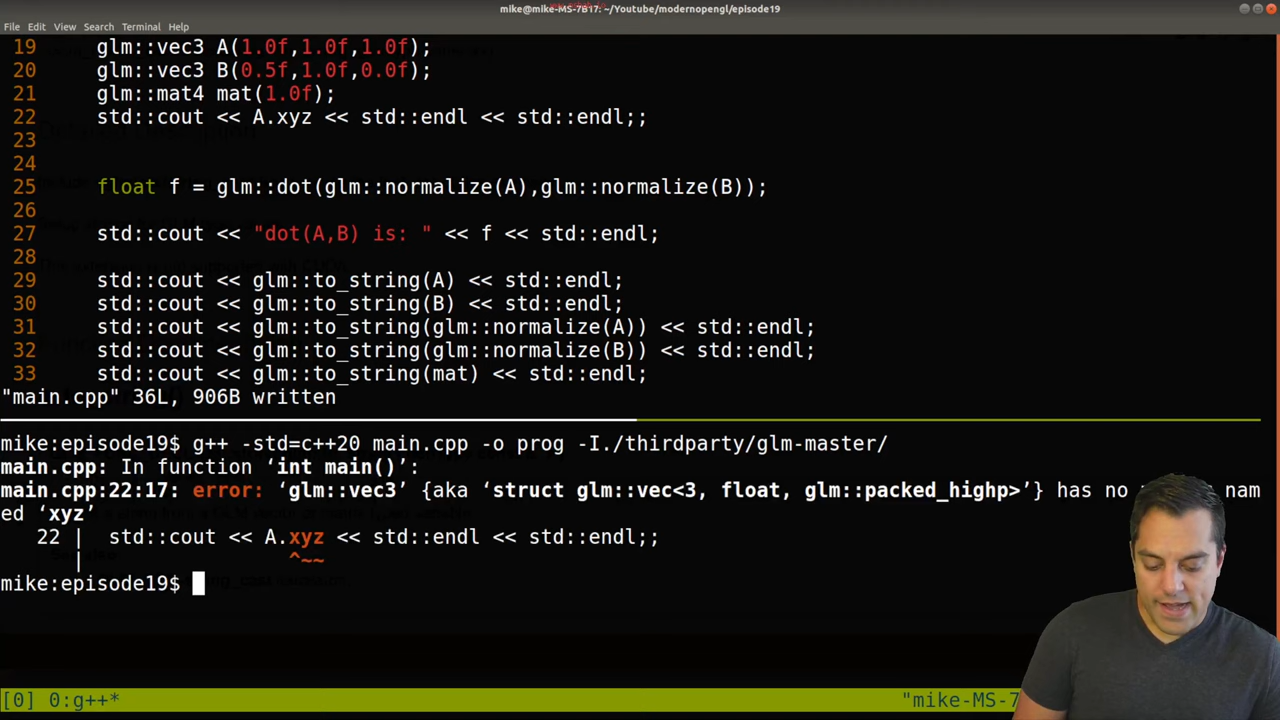 mike@mike-MS-7B17: ~/Youtube/modernopengl/episode19
File Edit View Search Terminal Help
19 glm::vec3 A(1.0f,1.0f,1.0f);
20 glm::vec3 B(0.5f,1.0f,0.0f);
21 glm::mat4 mat(1.0f);
22 std::cout << A.xyz << std::endl << std::endl;;
23
24
25 float f = glm::dot(glm::normalize(A),glm::normalize(B));
26
27 std::cout << "dot(A,B) is: " << f << std::endl;
28
29 std::cout << glm::to_string(A) << std::endl;
30 std::cout << glm::to_string(B) << std::endl;
31 std::cout << glm::to_string(glm::normalize(A)) << std::endl;
32 std::cout << glm::to_string(glm::normalize(B)) << std::endl;
33 std::cout << glm::to_string(mat) << std::endl;
"main.cpp" 36L, 906B written
mike:episode19$ g++ -std=c++20 main.cpp -o prog -I./thirdparty/glm-master/
main.cpp: In function ‘int main()’:
main.cpp:22:17: error: ‘glm::vec3’ {aka ‘struct glm::vec<3, float, glm::packed_highp>’} has no
ed ‘xyz’
22 | std::cout << A.xyz << std::endl << std::endl;;
| ^~~
mike:episode19$
[0] 0:g++* "mike-MS-7